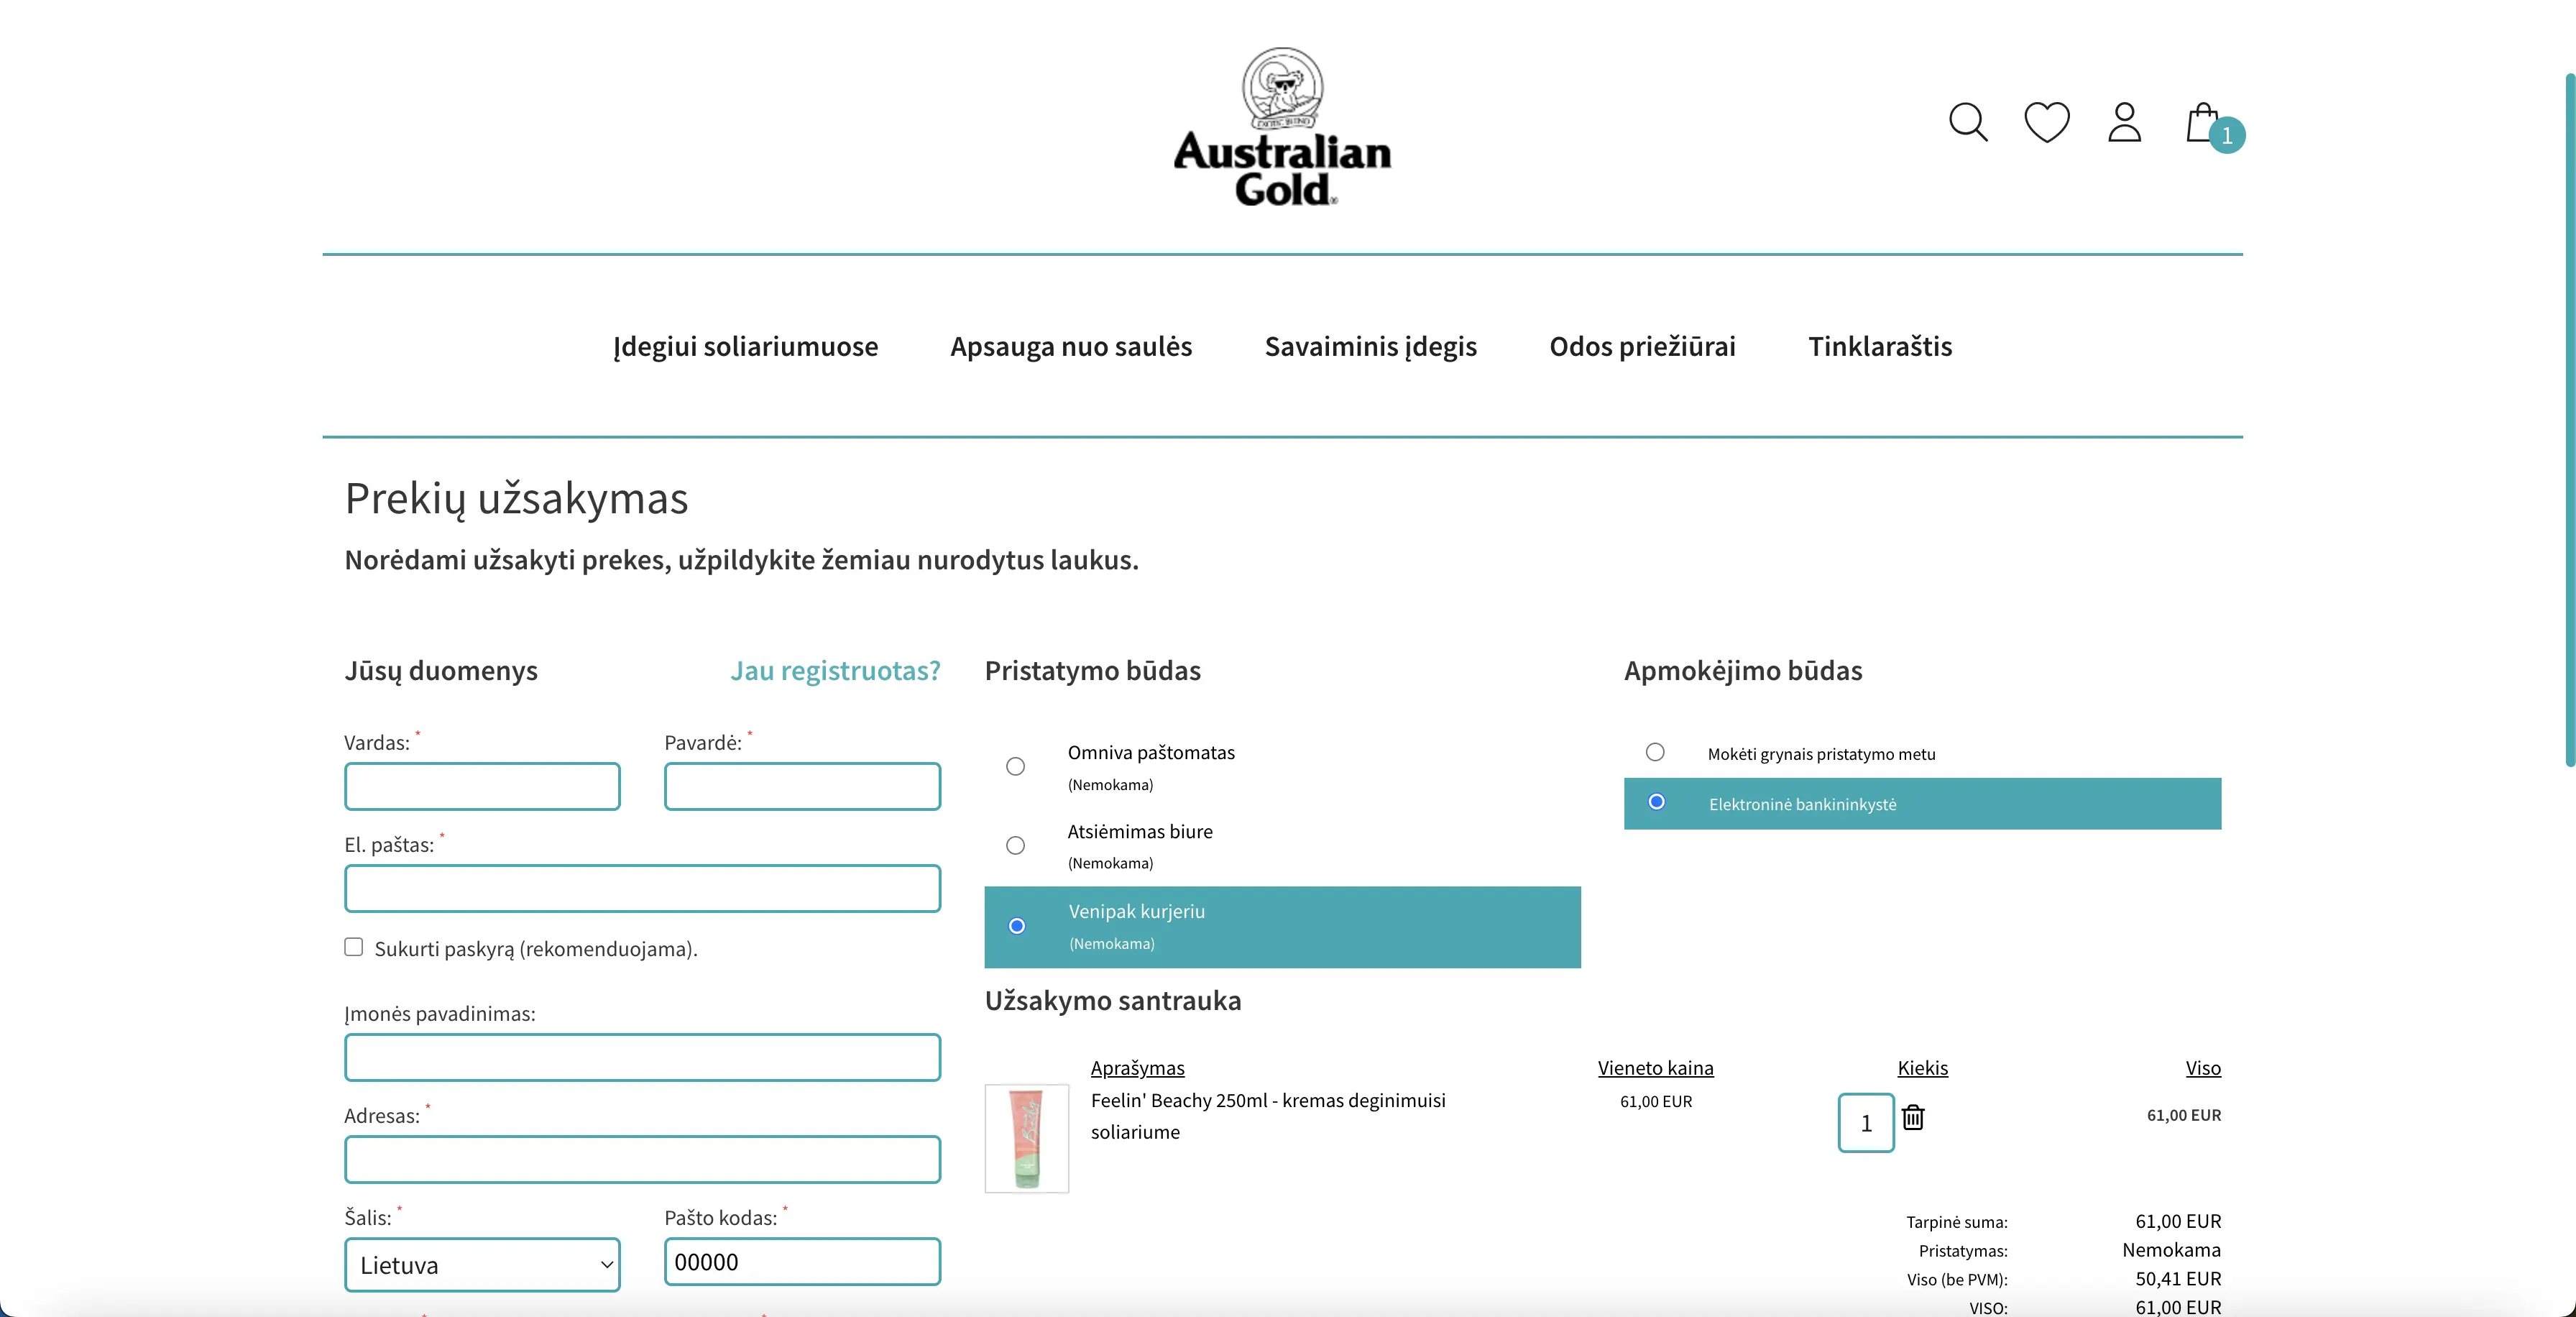 EXOTIC BLEND
Australian
Gold®
1
Įdegiui soliariumuose
Apsauga nuo saulės
Savaiminis įdegis
Odos priežiūrai
Tinklaraštis
Prekių užsakymas
Norėdami užsakyti prekes, užpildykite žemiau nurodytus laukus.
Jūsų duomenys
Jau registruotas?
Vardas: *
Pavardė: *
El. paštas: *
Sukurti paskyrą (rekomenduojama).
Įmonės pavadinimas:
Adresas: *
Šalis: *
Pašto kodas: *
Lietuva
00000
Pristatymo būdas
Omniva paštomatas
(Nemokama)
Atsiėmimas biure
(Nemokama)
Venipak kurjeriu
(Nemokama)
Apmokėjimo būdas
Mokėti grynais pristatymo metu
Elektroninė bankininkystė
Užsakymo santrauka
Aprašymas
Vieneto kaina
Kiekis
Viso
Feelin' Beachy 250ml - kremas deginimuisi
soliariume
61,00 EUR
1
61,00 EUR
Tarpinė suma: 61,00 EUR
Pristatymas: Nemokama
Viso (be PVM): 50,41 EUR
VISO: 61,00 EUR